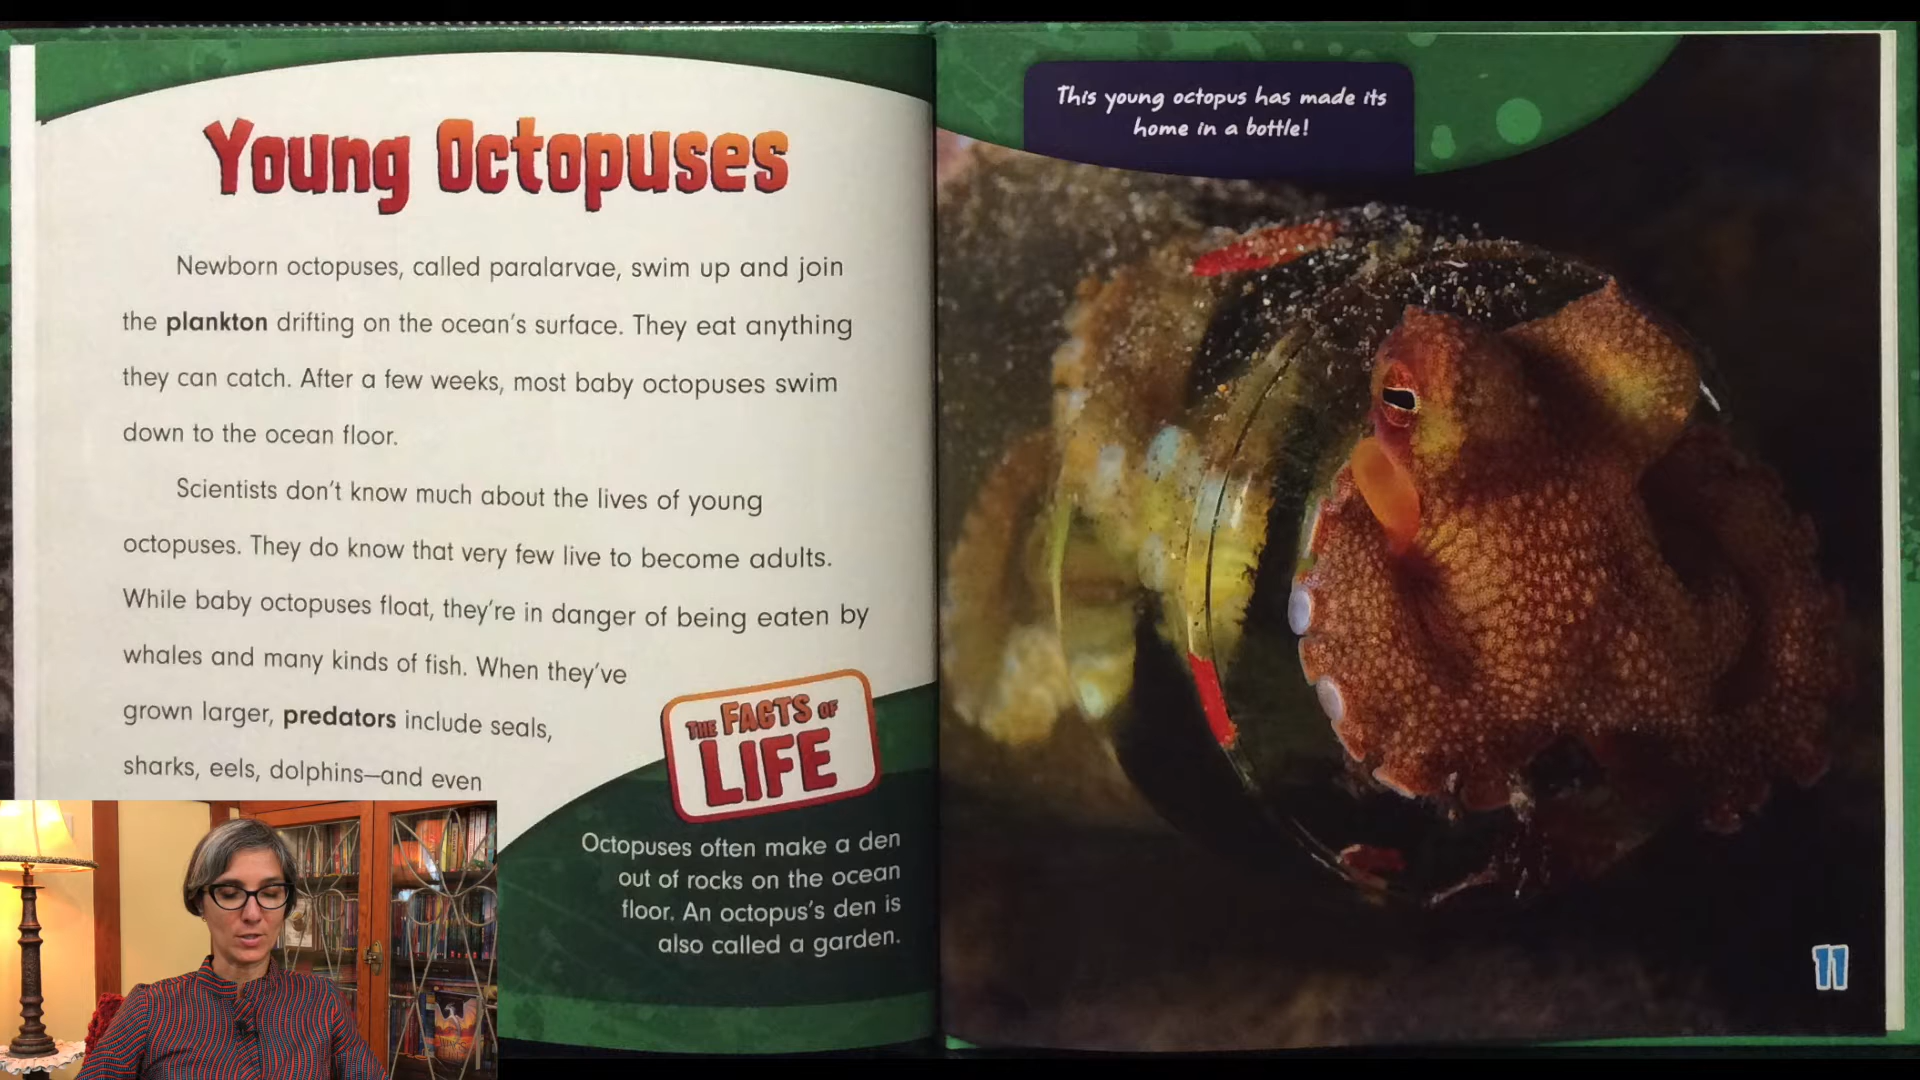 Young Octopuses
Newborn octopuses, called paralarvae, swim up and join
the plankton drifting on the ocean's surface. They eat anything
they can catch. After a few weeks, most baby octopuses swim
down to the ocean floor.
Scientists don't know much about the lives of young
octopuses. They do know that very few live to become adults.
While baby octopuses float, they're in danger of being eaten by
whales and many kinds of fish. When they've
grown larger, predators include seals,
sharks, eels, dolphins—and even
THE FACTS OF
LIFE
Octopuses often make a den
out of rocks on the ocean
floor. An octopus's den is
also called a garden.
This young octopus has made its
home in a bottle!
11